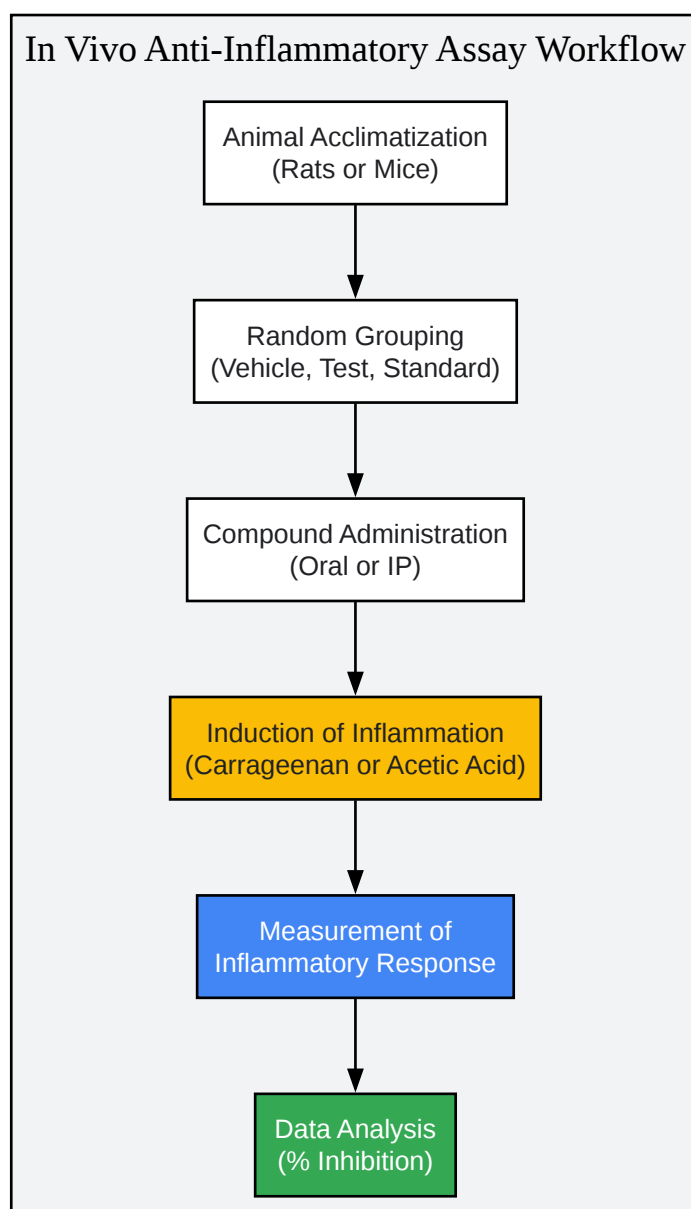 In Vivo Anti-Inflammatory Assay Workflow
Animal Acclimatization
(Rats or Mice)
Random Grouping
(Vehicle, Test, Standard)
Compound Administration
(Oral or IP)
Induction of Inflammation
(Carrageenan or Acetic Acid)
Measurement of
Inflammatory Response
Data Analysis
(% Inhibition)